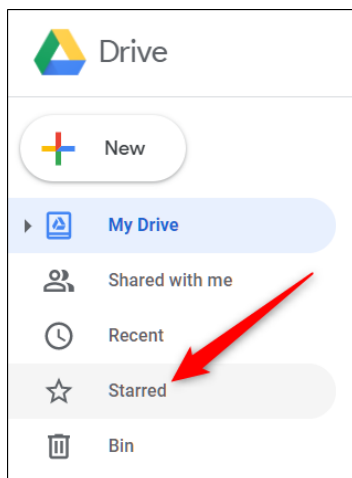 Drive
New
My Drive
Shared with me
Recent
Starred
Bin